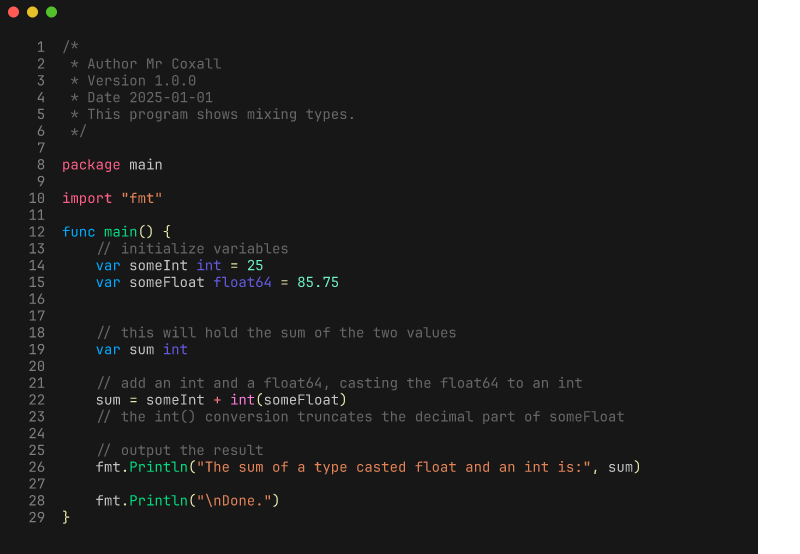 1 /*
2  * Author Mr Coxall
3  * Version 1.0.0
4  * Date 2025-01-01
5  * This program shows mixing types.
6  */
7
8 package main
9
10 import "fmt"
11
12 func main() {
13     // initialize variables
14     var someInt int = 25
15     var someFloat float64 = 85.75
16
17
18     // this will hold the sum of the two values
19     var sum int
20
21     // add an int and a float64, casting the float64 to an int
22     sum = someInt + int(someFloat)
23     // the int() conversion truncates the decimal part of someFloat
24
25     // output the result
26     fmt.Println("The sum of a type casted float and an int is:", sum)
27
28     fmt.Println("\nDone.")
29 }